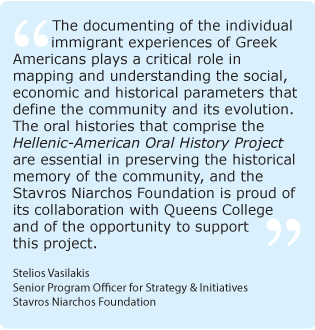 “ The documenting of the individual
immigrant experiences of Greek
Americans plays a critical role in
mapping and understanding the social,
economic and historical parameters that
define the community and its evolution.
The oral histories that comprise the
Hellenic-American Oral History Project
are essential in preserving the historical
memory of the community, and the
Stavros Niarchos Foundation is proud of
its collaboration with Queens College
and of the opportunity to support
this project. ”
Stelios Vasilakis
Senior Program Officer for Strategy & Initiatives
Stavros Niarchos Foundation